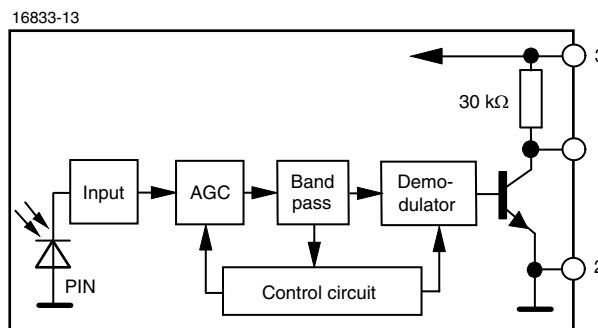 16833-13
3
30 kΩ
Input
AGC
Band
pass
Demo-
dulator
2
PIN
Control circuit